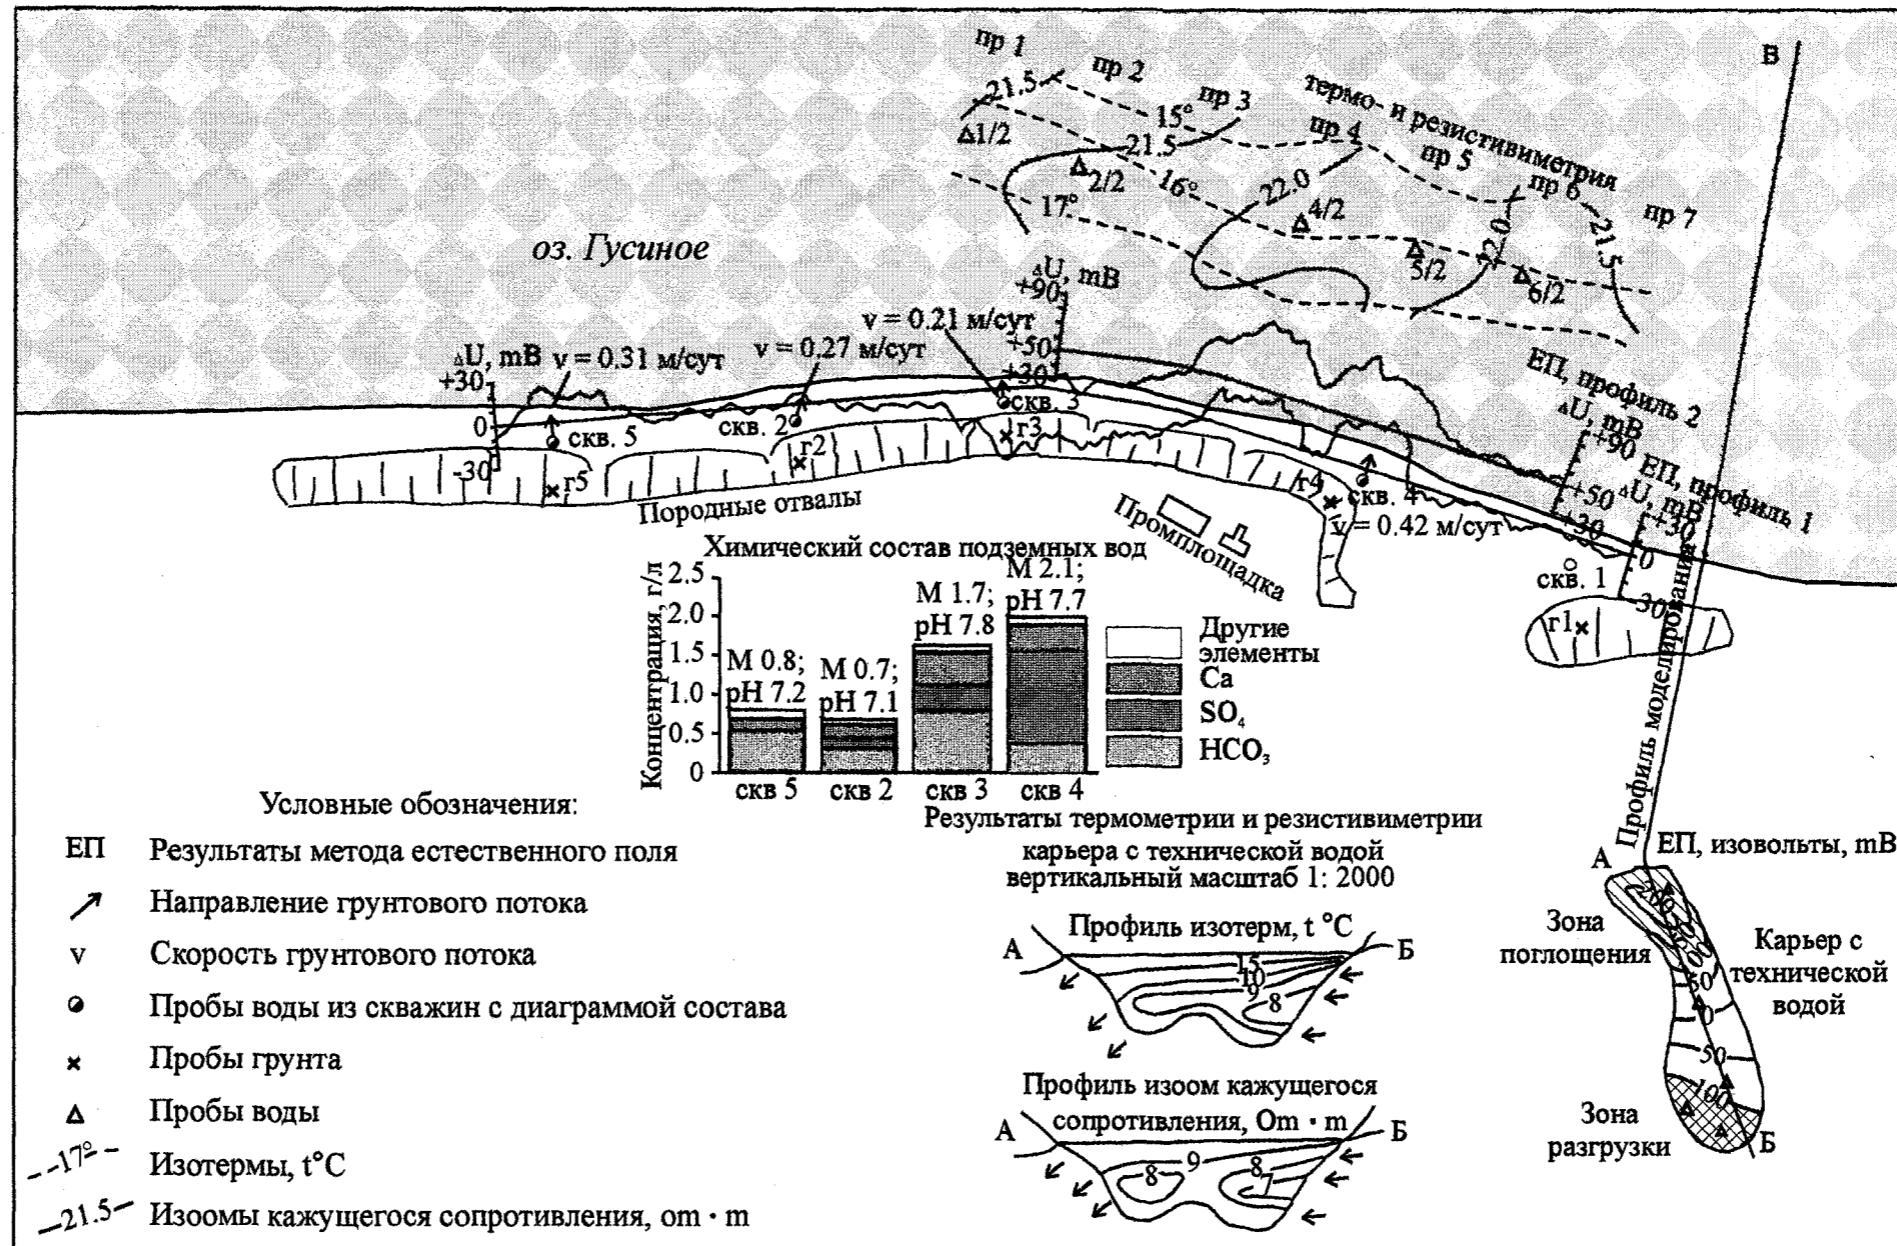 пр 1
пр 2
пр 3
термо- и резистивиметрия
пр 4
пр 5
пр 6
пр 7
В
21.5
15°
1/2
21.5
2/2
16°
22.0
4/2
17°
22.0
21.5
5/2
6/2
оз. Гусиное
ΔU, mB
+90
+50
+30
v = 0.21 м/сут
v = 0.27 м/сут
ΔU, mB
v = 0.31 м/сут
+30
0
-30
скв. 5
скв. 2
скв. 3
скв. 4
г5
г2
г3
г4
v = 0.42 м/сут
ЕП, профиль 2
ΔU, mB
+90
+50
+30
ЕП, профиль 1
ΔU, mB
+30
0
-30
скв. 1
г1
Породные отвалы
Промплощадка
Профиль моделирования
Химический состав подземных вод
Концентрация, г/л
2.5
2.0
1.5
1.0
0.5
0
М 0.8;
pH 7.2
М 0.7;
pH 7.1
М 1.7;
pH 7.8
М 2.1;
pH 7.7
скв 5
скв 2
скв 3
скв 4
Другие
элементы
Ca
SO₄
HCO₃
Условные обозначения:
ЕП Результаты метода естественного поля
Направление грунтового потока
v Скорость грунтового потока
Пробы воды из скважин с диаграммой состава
Пробы грунта
Пробы воды
17° Изотермы, t°C
21.5 Изоомы кажущегося сопротивления, om · m
Результаты термометрии и резистивиметрии
карьера с технической водой
вертикальный масштаб 1: 2000
Профиль изотерм, t °C
А
Б
15
10
9
8
Профиль изоом кажущегося
сопротивления, Om · m
А
Б
9
8
8
7
А
ЕП, изовольты, mB
Зона
поглощения
Карьер с
технической
водой
200
50
0
50
100
Зона
разгрузки
Б